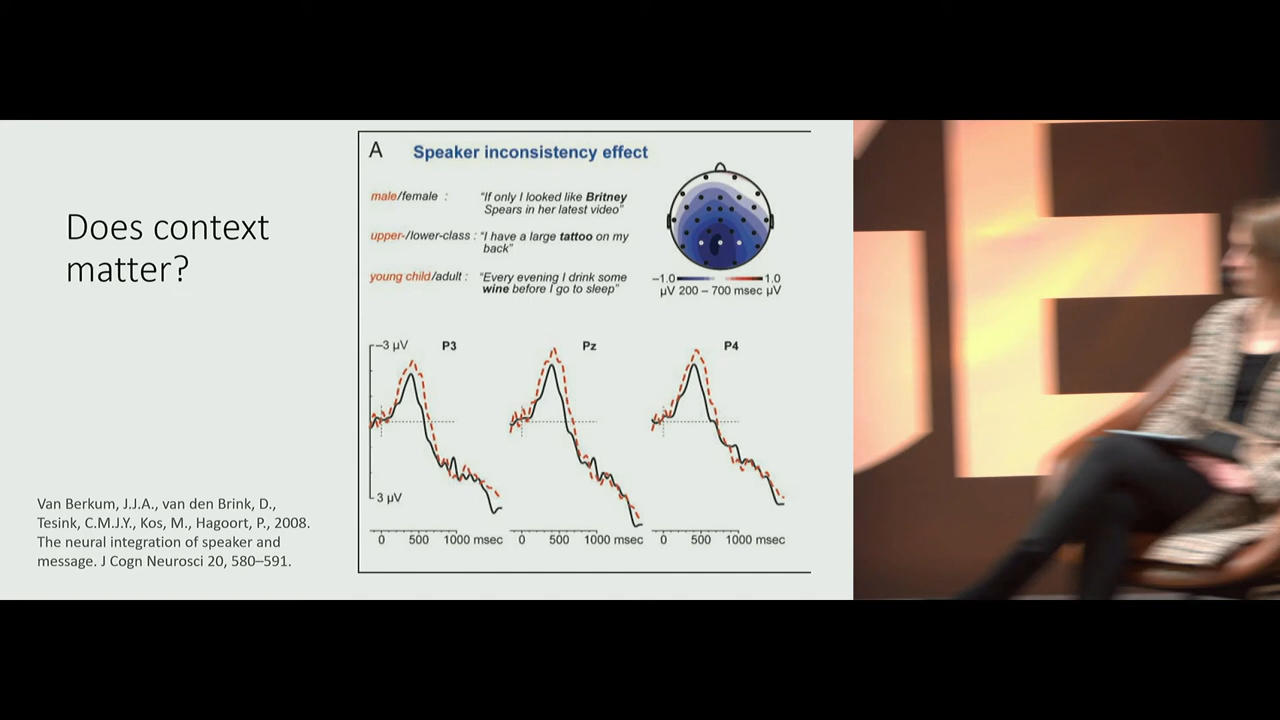 Does context
matter?
Van Berkum, J.J.A., van den Brink, D.,
Tesink, C.M.J.Y., Kos, M., Hagoort, P., 2008.
The neural integration of speaker and
message. J Cogn Neurosci 20, 580–591.
A Speaker inconsistency effect
male/female : "If only I looked like Britney
Spears in her latest video"
upper-/lower-class : "I have a large tattoo on my
back"
young child/adult : "Every evening I drink some
wine before I go to sleep"
−1.0 1.0
µV 200 – 700 msec µV
−3 µV P3 Pz P4
3 µV
0 500 1000 msec 0 500 1000 msec 0 500 1000 msec